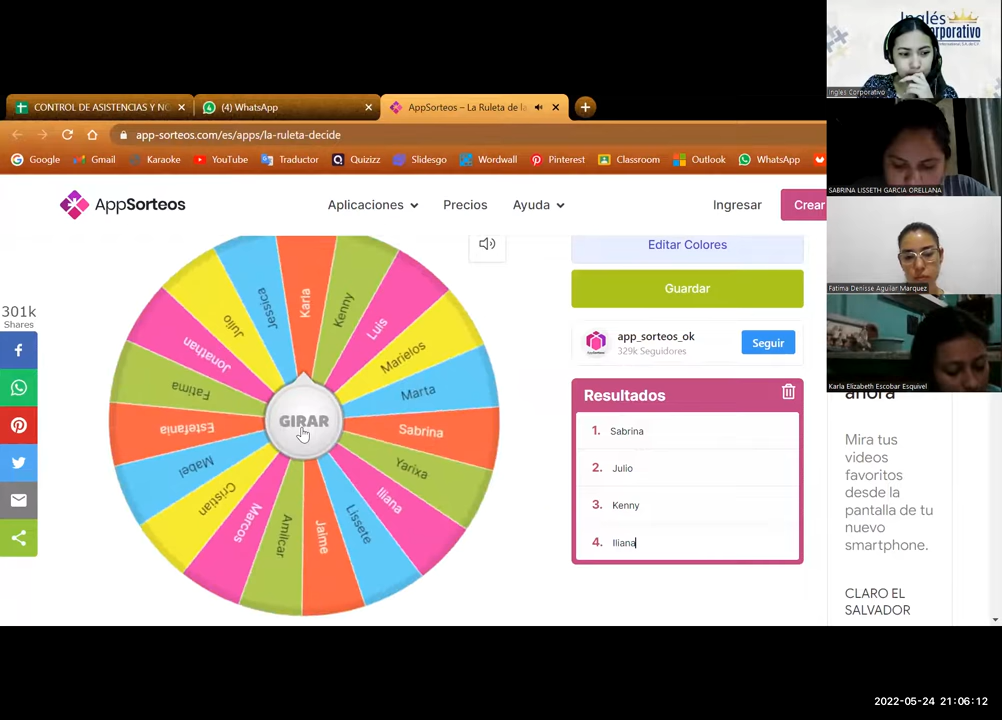 CONTROL DE ASISTENCIAS Y NO
(4) WhatsApp
AppSorteos – La Ruleta de la
app-sorteos.com/es/apps/la-ruleta-decide
Google
Gmail
Karaoke
YouTube
Traductor
Quizizz
Slidesgo
Wordwall
Pinterest
Classroom
Outlook
WhatsApp
AppSorteos
Aplicaciones
Precios
Ayuda
Ingresar
Crear
301k
Shares
Karla
Kenny
Luis
Marielos
Marta
Sabrina
Yarixa
Iliana
Lissete
Jaime
Amilcar
Marcos
Cristian
Mabel
Estefania
Fatima
Jonathan
Julio
Jessica
GIRAR
Editar Colores
Guardar
app_sorteos_ok
329k Seguidores
Seguir
Resultados
1. Sabrina
2. Julio
3. Kenny
4. Iliana
Inglés
Corporativo
Ingles Corporativo
SABRINA LISSETH GARCIA ORELLANA
Fatima Denisse Aguilar Marquez
Karla Elizabeth Escobar Esquivel
ahora
Mira tus
videos
favoritos
desde la
pantalla de tu
nuevo
smartphone.
CLARO EL
SALVADOR
2022-05-24 21:06:12